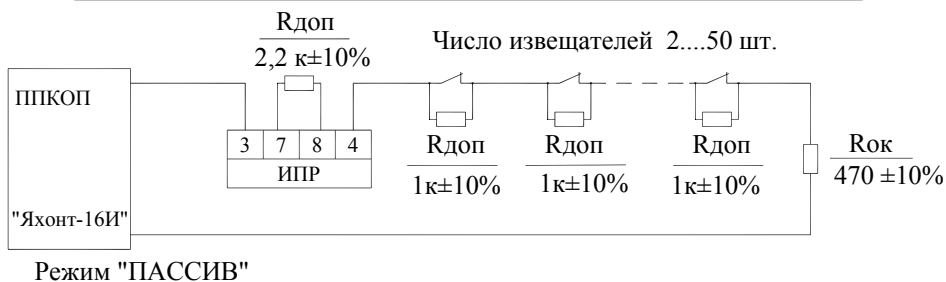 Rдоп
2,2 к±10%
Число извещателей 2....50 шт.
ППКОП
"Яхонт-16И"
3 7 8 4
ИПР
Rдоп
1к±10%
Rдоп
1к±10%
Rдоп
1к±10%
Rок
470 ±10%
Режим "ПАССИВ"